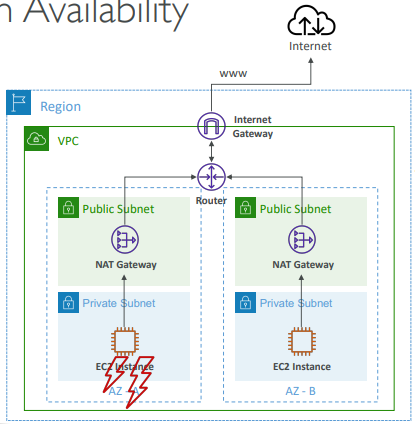 n Availability
Internet
www
Region
Internet
Gateway
VPC
Router
Public Subnet
Public Subnet
NAT Gateway
NAT Gateway
Private Subnet
Private Subnet
EC2 Instance
EC2 Instance
AZ - A
AZ - B